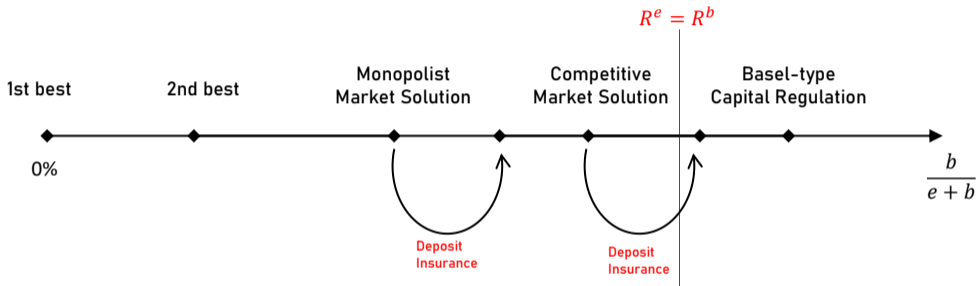 R^e = R^b
1st best
2nd best
Monopolist
Market Solution
Competitive
Market Solution
Basel-type
Capital Regulation
0%
b
e + b
Deposit
Insurance
Deposit
Insurance